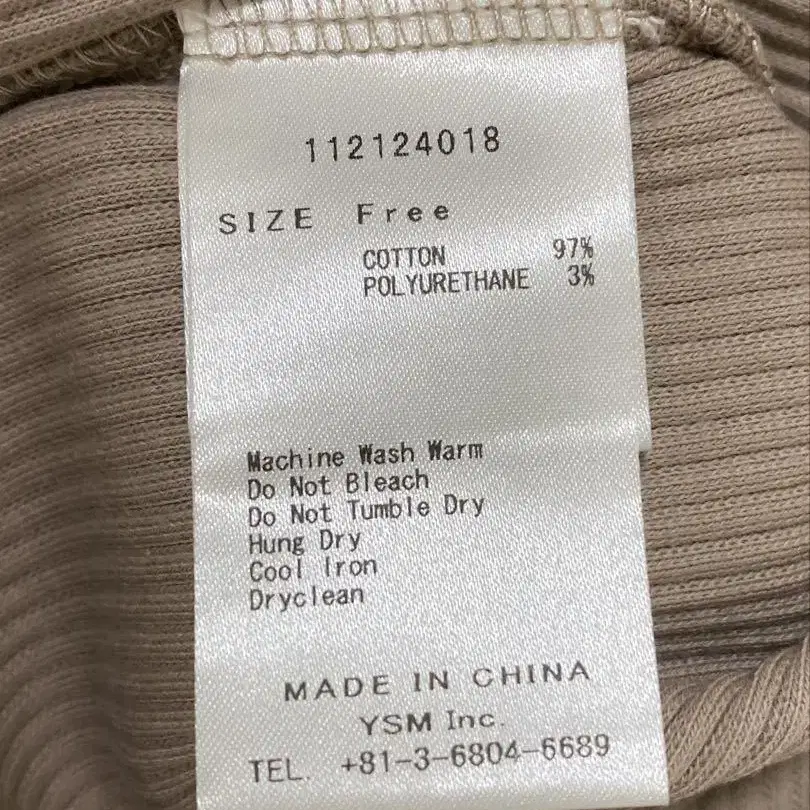 112124018
SIZE Free
COTTON 97%
POLYURETHANE 3%
Machine Wash Warm
Do Not Bleach
Do Not Tumble Dry
Hung Dry
Cool Iron
Dryclean
MADE IN CHINA
YSM Inc.
TEL. +81-3-6804-6689